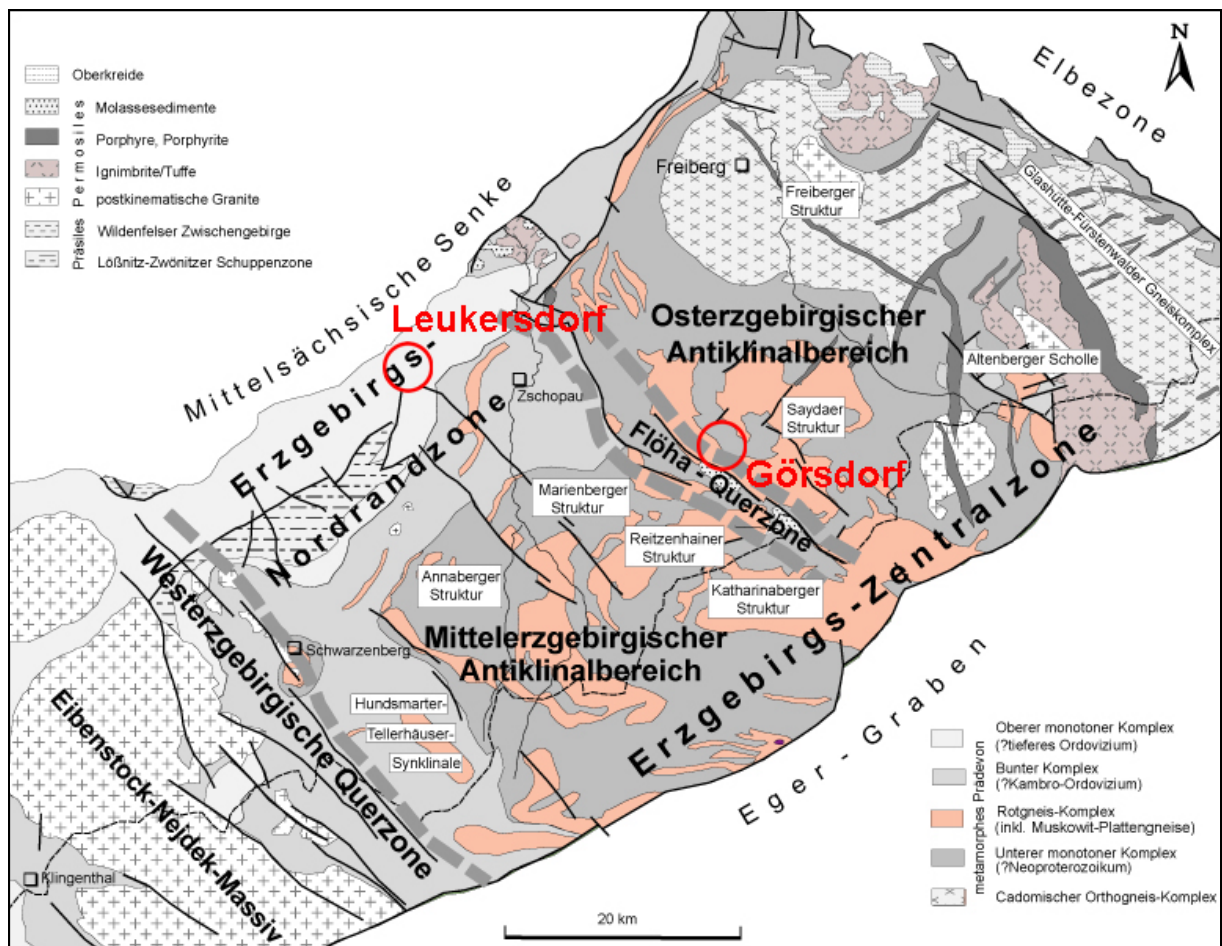 N
Elbezone
Oberkreide
Molassesedimente
Porphyre, Porphyrite
Ignimbrite/Tuffe
postkinematische Granite
Wildenfelser Zwischengebirge
Lößnitz-Zwönitzer Schuppenzone
Permosiles
Präsiles
Freiberg
Freiberger
Struktur
Glashütte-Fürstenwalder Gneiskomplex
Mittelsächsische Senke
Leukersdorf
Erzgebirgs-
Nordrandzone
Zschopau
Osterzgebirgischer
Antiklinalbereich
Altenberger Scholle
Saydaer
Struktur
Flöha - Querzone
Görsdorf
Marienberger
Struktur
Reitzenhainer
Struktur
Annaberger
Struktur
Katharinaberger
Struktur
Mittelerzgebirgischer
Antiklinalbereich
Erzgebirgs-Zentralzone
Westerzgebirgische Querzone
Schwarzenberg
Hundsmarter-
Tellerhäuser-
Synklinale
Eibenstock-Nejdek-Massiv
Klingenthal
Eger-Graben
Oberer monotoner Komplex
(?tieferes Ordovizium)
Bunter Komplex
(?Kambro-Ordovizium)
Rotgneis-Komplex
(inkl. Muskowit-Plattengneise)
Unterer monotoner Komplex
(?Neoproterozoikum)
Cadomischer Orthogneis-Komplex
metamorphes Prädevon
20 km